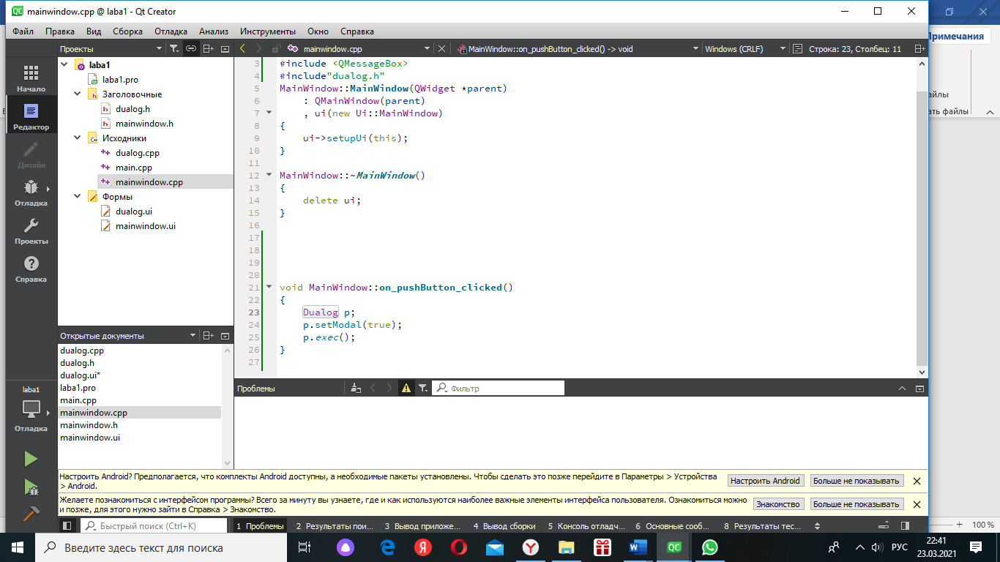 mainwindow.cpp @ laba1 - Qt Creator
Файл Правка Вид Сборка Отладка Анализ Инструменты Окно Справка
Примечания
Проекты
mainwindow.cpp
MainWindow::on_pushButton_clicked() -> void
Windows (CRLF)
Строка: 23, Столбец: 11
Начало
Редактор
Дизайн
Отладка
Проекты
Справка
laba1
laba1.pro
Заголовочные
dialog.h
mainwindow.h
Исходники
dualog.cpp
main.cpp
mainwindow.cpp
Формы
dualog.ui
mainwindow.ui
3 #include <QMessageBox>
4 #include"dualog.h"
5 MainWindow::MainWindow(QWidget *parent)
6 : QMainWindow(parent)
7 , ui(new Ui::MainWindow)
8 {
9 ui->setupUi(this);
10 }
11
12 MainWindow::~MainWindow()
13 {
14 delete ui;
15 }
16
17
18
19
20
21 void MainWindow::on_pushButton_clicked()
22 {
23 Dualog p;
24 p.setModal(true);
25 p.exec();
26 }
27
айлы
ать файлы
Открытые документы
dualog.cpp
dualog.h
dualog.ui*
laba1.pro
main.cpp
mainwindow.cpp
mainwindow.h
mainwindow.ui
laba1
Отладка
Проблемы
Фильтр
Настроить Android? Предполагается, что комплекты Android доступны, а необходимые пакеты установлены. Чтобы сделать это позже перейдите в Параметры > Устройства
> Android.
Настроить Android
Больше не показывать
Желаете познакомиться с интерфейсом программы? Всего за минуту вы узнаете, где и как используются наиболее важные элементы интерфейса пользователя. Ознакомиться можно
и позже, для этого нужно зайти в Справка > Знакомство.
Знакомство
Больше не показывать
Быстрый поиск (Ctrl+K)
1 Проблемы
2 Результаты пои...
3 Вывод приложе...
4 Вывод сборки
5 Консоль отладч...
6 Основные сооб...
8 Результаты тес...
100 %
Введите здесь текст для поиска
РУС
22:41
23.03.2021